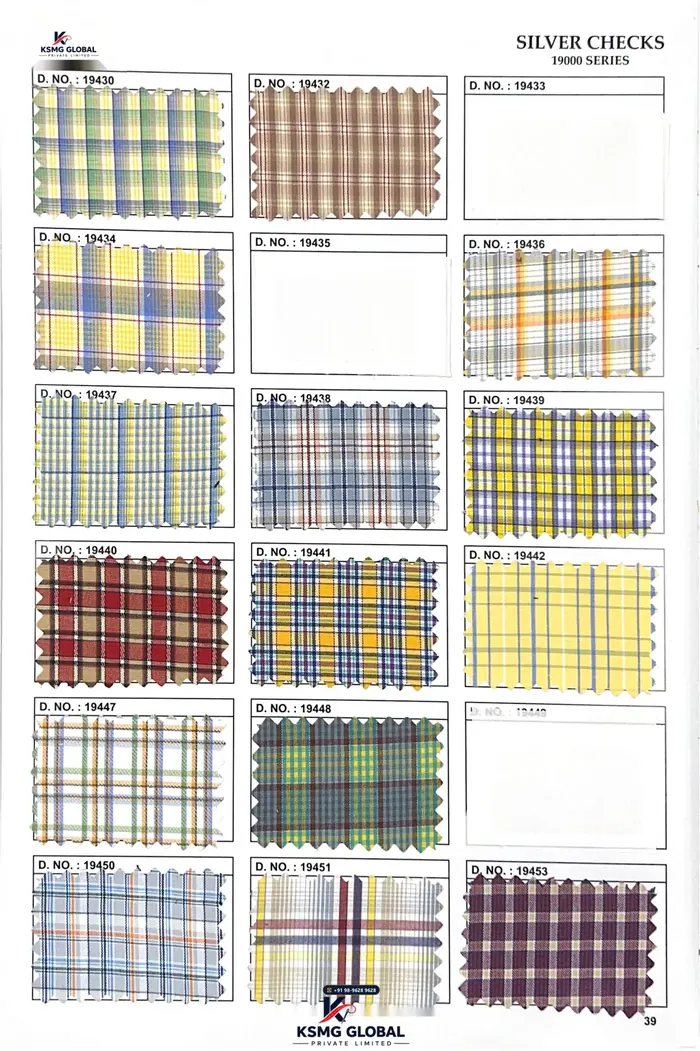 KSMG GLOBAL
PRIVATE LIMITED
SILVER CHECKS
19000 SERIES
D. NO. : 19430
D. NO. : 19432
D. NO. : 19433
D. NO. : 19434
D. NO. : 19435
D. NO. : 19436
D. NO. : 19437
D. NO. : 19438
D. NO. : 19439
D. NO. : 19440
D. NO. : 19441
D. NO. : 19442
D. NO. : 19447
D. NO. : 19448
D. NO. : 19449
D. NO. : 19450
D. NO. : 19451
D. NO. : 19453
+91 98-9628 9628
39
KSMG GLOBAL
PRIVATE LIMITED